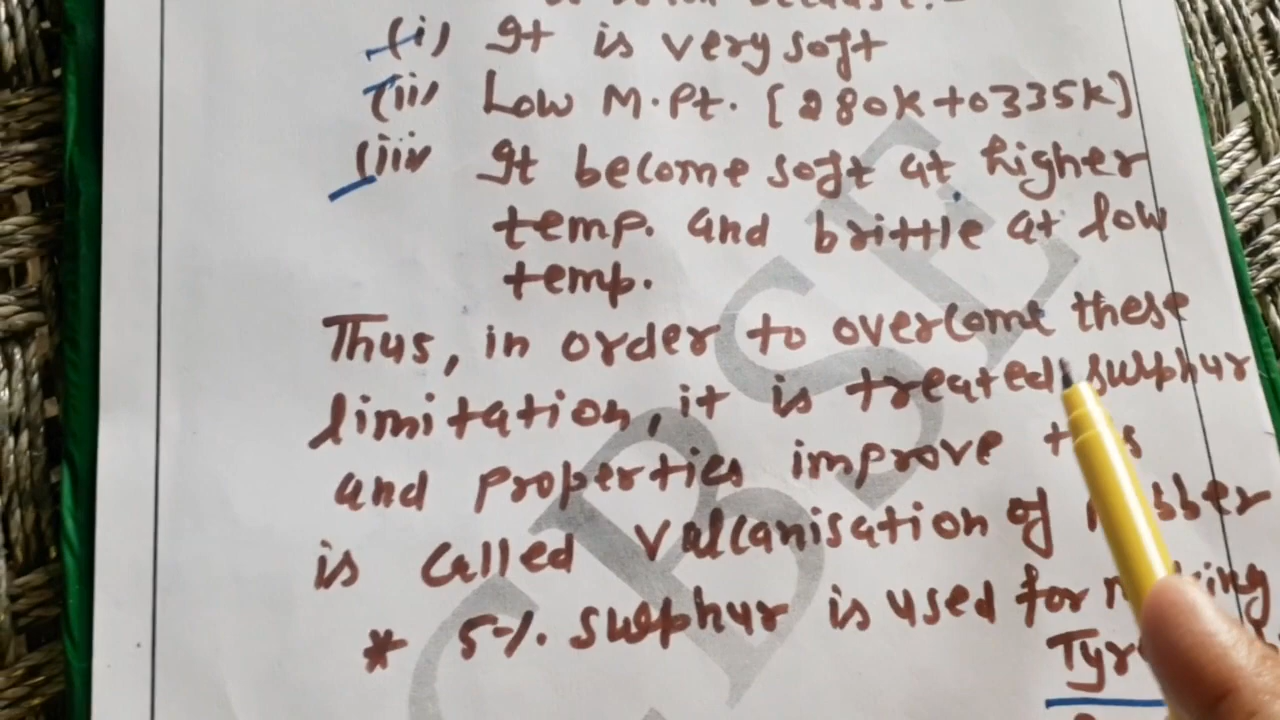 (i) It is very soft
(ii) Low M.Pt. [280K to 335K]
(iii) It become soft at higher
temp. and brittle at low
temp.
Thus, in order to overcome these
limitation, it is treated sulphur
and properties improve
is called Valcanisation of
* 5%. sulphur is used for
CBSE